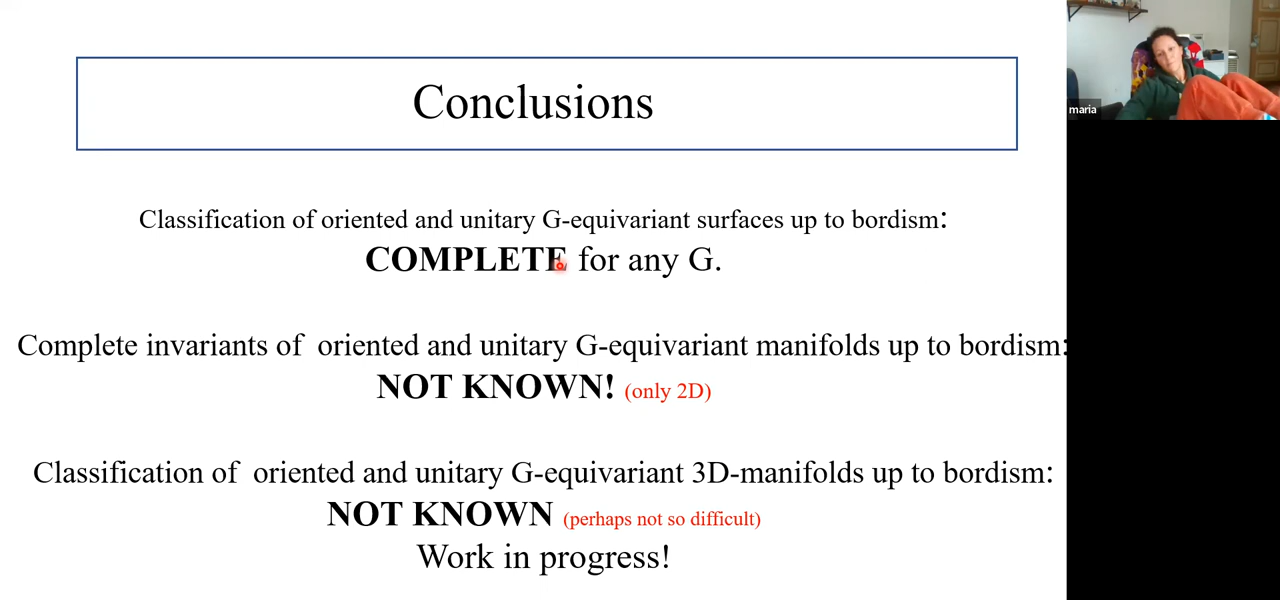 Conclusions
maria
Classification of oriented and unitary G-equivariant surfaces up to bordism:
COMPLETE for any G.
Complete invariants of oriented and unitary G-equivariant manifolds up to bordism:
NOT KNOWN! (only 2D)
Classification of oriented and unitary G-equivariant 3D-manifolds up to bordism:
NOT KNOWN (perhaps not so difficult)
Work in progress!